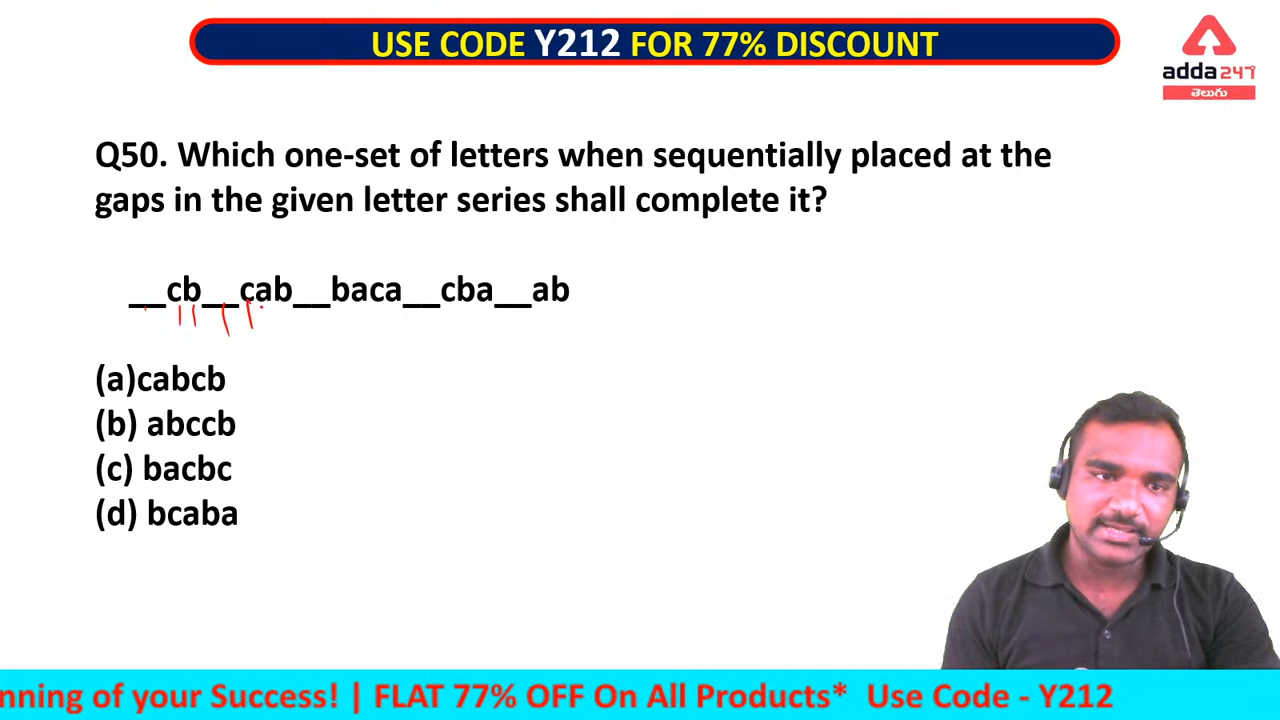 USE CODE Y212 FOR 77% DISCOUNT
adda247
తెలుగు
Q50. Which one-set of letters when sequentially placed at the
gaps in the given letter series shall complete it?
__cb__cab__baca__cba__ab
(a)cabcb
(b) abccb
(c) bacbc
(d) bcaba
nning of your Success! | FLAT 77% OFF On All Products* Use Code - Y212